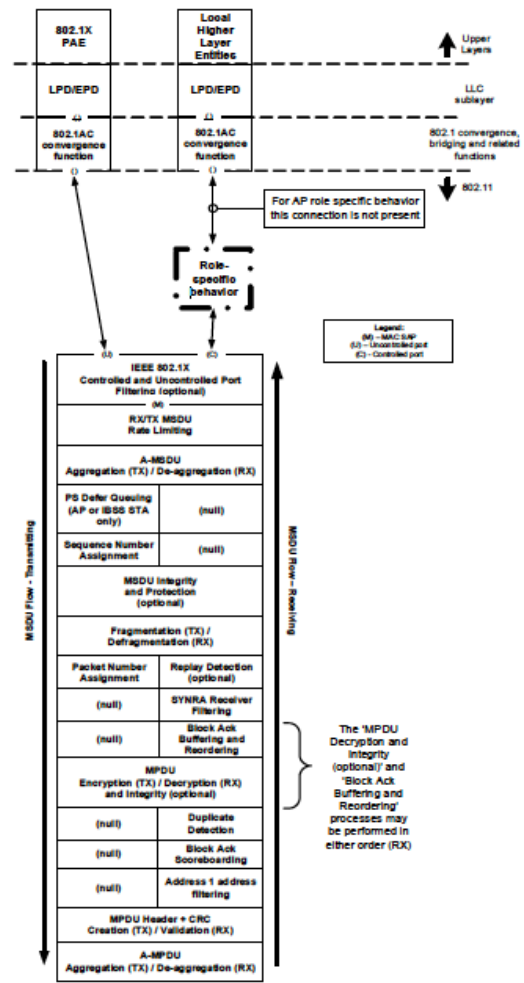 802.1X
PAE
Local
Higher
Layer
Entities
Upper
Layers
LPD/EPD
LPD/EPD
LLC
sublayer
802.1AC
convergence
function
802.1AC
convergence
function
802.1 convergence,
bridging and related
functions
802.11
For AP role specific behavior
this connection is not present
Role-
specific
behavior
Legend:
(M) – MAC SAP
(U) – Uncontrolled port
(C) – Controlled port
(U)
(C)
IEEE 802.1X
Controlled and Uncontrolled Port
Filtering (optional)
(M)
RX/TX MSDU
Rate Limiting
A-MSDU
Aggregation (TX) / De-aggregation (RX)
PS Defer Queuing
(AP or IBSS STA
only)
(null)
Sequence Number
Assignment
(null)
MSDU Integrity
and Protection
(optional)
Fragmentation (TX) /
Defragmentation (RX)
Packet Number
Assignment
Replay Detection
(optional)
(null)
SYNRA Receiver
Filtering
(null)
Block Ack
Buffering and
Reordering
MPDU
Encryption (TX) / Decryption (RX)
and Integrity (optional)
(null)
Duplicate
Detection
(null)
Block Ack
Scoreboarding
(null)
Address 1 address
filtering
MPDU Header + CRC
Creation (TX) / Validation (RX)
A-MPDU
Aggregation (TX) / De-aggregation (RX)
MSDU Flow - Transmitting
MSDU Flow – Receiving
The 'MPDU
Decryption and
Integrity
(optional)' and
'Block Ack
Buffering and
Reordering'
processes may
be performed in
either order (RX)